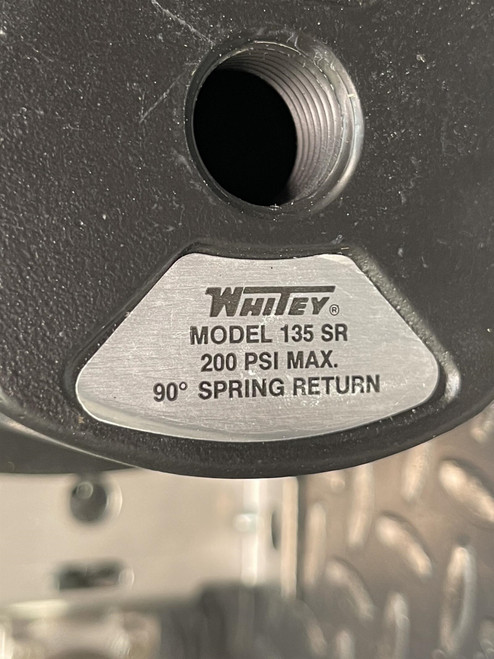 WHITEY®
MODEL 135 SR
200 PSI MAX.
90° SPRING RETURN